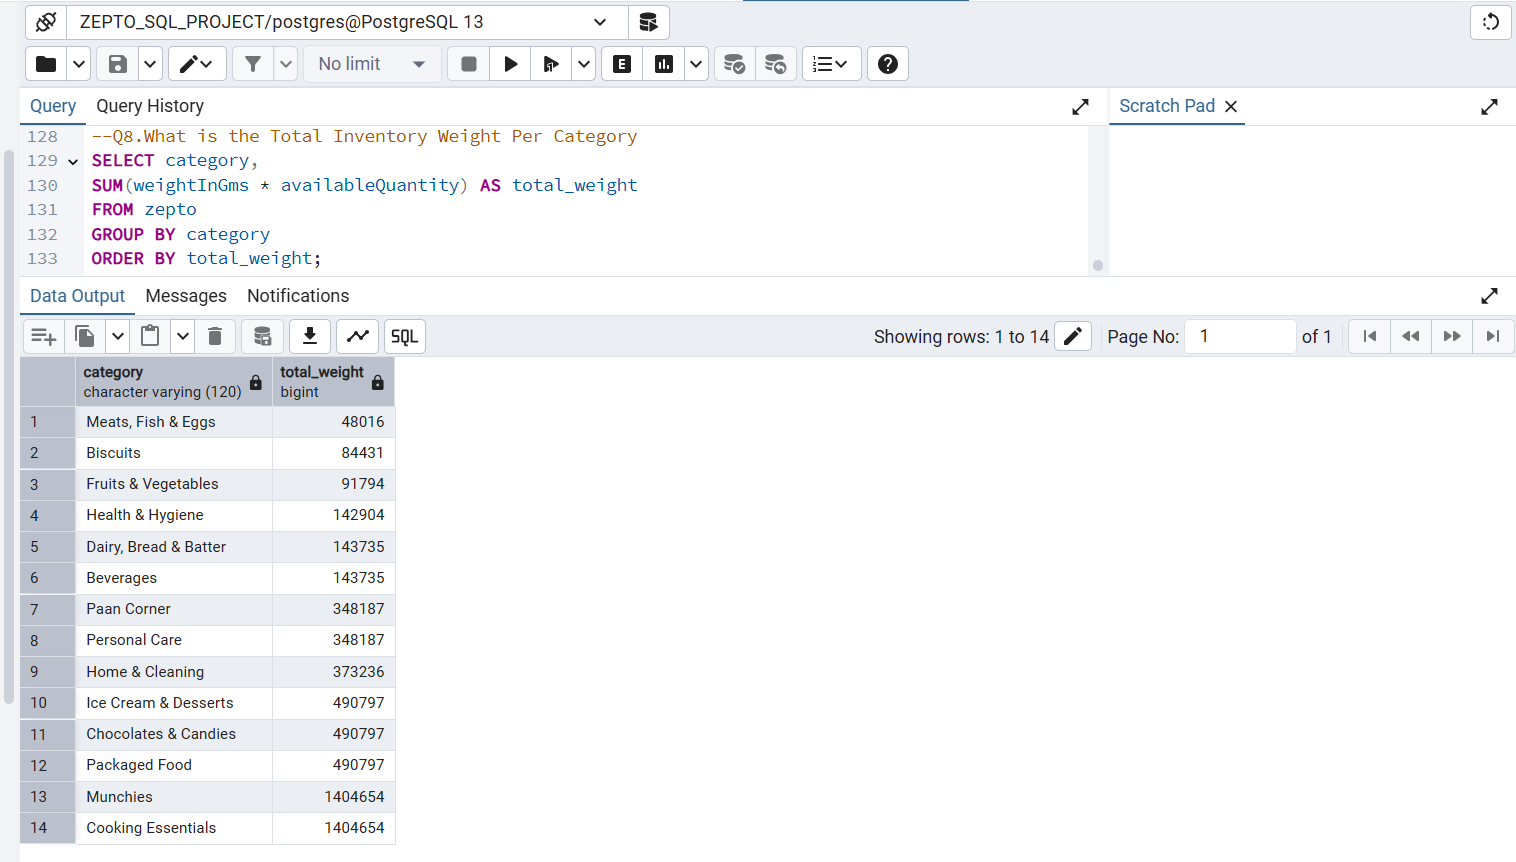 ZEPTO_SQL_PROJECT/postgres@PostgreSQL 13
No limit
E
Query Query History
Scratch Pad
128 --Q8.What is the Total Inventory Weight Per Category
129 SELECT category,
130 SUM(weightInGms * availableQuantity) AS total_weight
131 FROM zepto
132 GROUP BY category
133 ORDER BY total_weight;
Data Output Messages Notifications
SQL Showing rows: 1 to 14 Page No: 1 of 1
category total_weight
character varying (120) bigint
1 Meats, Fish & Eggs 48016
2 Biscuits 84431
3 Fruits & Vegetables 91794
4 Health & Hygiene 142904
5 Dairy, Bread & Batter 143735
6 Beverages 143735
7 Paan Corner 348187
8 Personal Care 348187
9 Home & Cleaning 373236
10 Ice Cream & Desserts 490797
11 Chocolates & Candies 490797
12 Packaged Food 490797
13 Munchies 1404654
14 Cooking Essentials 1404654